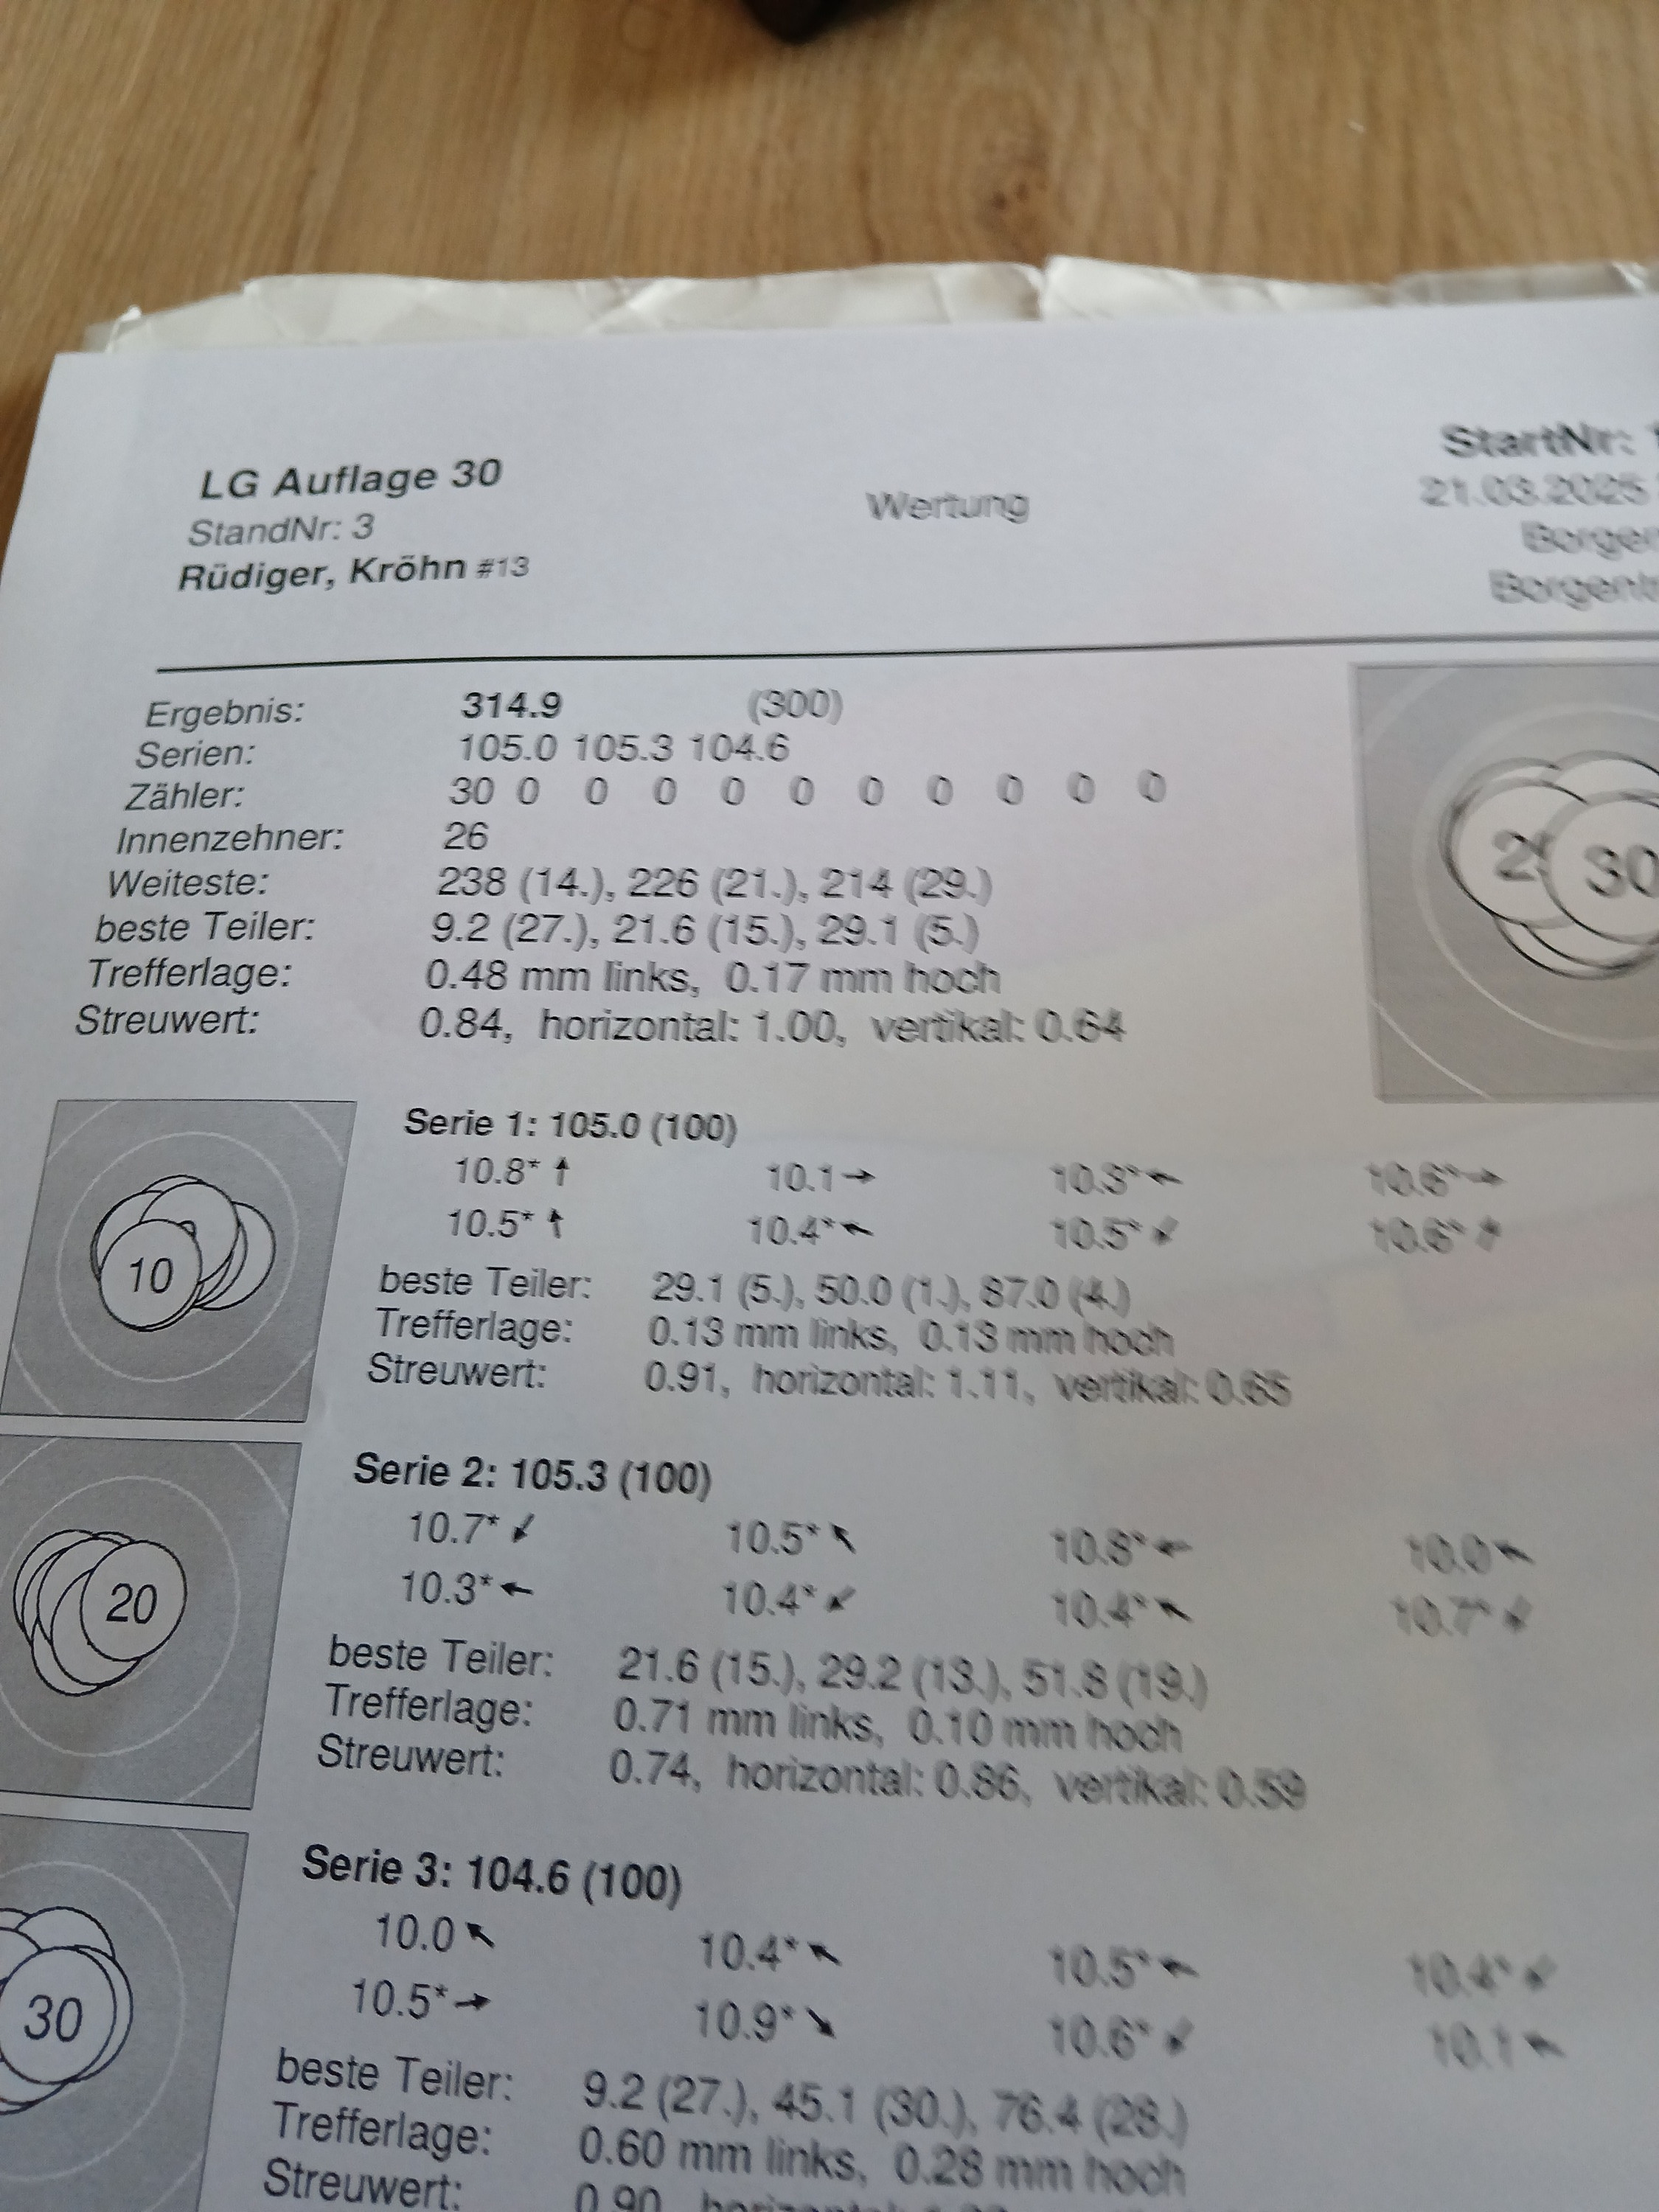 LG Auflage 30
StandNr: 3
Rüdiger, Kröhn #13
Wertung
StartNr:
21.03.2025
Ergebnis: 314.9 (300)
Serien: 105.0 105.3 104.6
Zähler: 30 0 0 0 0 0 0 0 0 0 0
Innenzehner: 26
Weiteste: 238 (14.), 226 (21.), 214 (29.)
beste Teiler: 9.2 (27.), 21.6 (15.), 29.1 (5.)
Trefferlage: 0.48 mm links, 0.17 mm hoch
Streuwert: 0.84, horizontal: 1.00, vertikal: 0.64
30
Serie 1: 105.0 (100)
10.8* ↑ 10.1 → 10.3* ← 10.6* →
10.5* ↑ 10.4* ← 10.5* ↙ 10.6* ↗
10
beste Teiler: 29.1 (5.), 50.0 (1.), 87.0 (4.)
Trefferlage: 0.13 mm links, 0.13 mm hoch
Streuwert: 0.91, horizontal: 1.11, vertikal: 0.65
Serie 2: 105.3 (100)
10.7* ↙ 10.5* ↖ 10.8* ← 10.0 ↖
10.3* ← 10.4* ↙ 10.4* ↖ 10.7* ↙
20
beste Teiler: 21.6 (15.), 29.2 (13.), 51.8 (19.)
Trefferlage: 0.71 mm links, 0.10 mm hoch
Streuwert: 0.74, horizontal: 0.86, vertikal: 0.59
Serie 3: 104.6 (100)
10.0 ↖ 10.4* ↖ 10.5* ← 10.4* ↙
10.5* → 10.9* ↘ 10.6* ↙ 10.1 ↖
30
beste Teiler: 9.2 (27.), 45.1 (30.), 76.4 (28.)
Trefferlage: 0.60 mm links, 0.28 mm hoch
Streuwert: 0.90, horizontal: